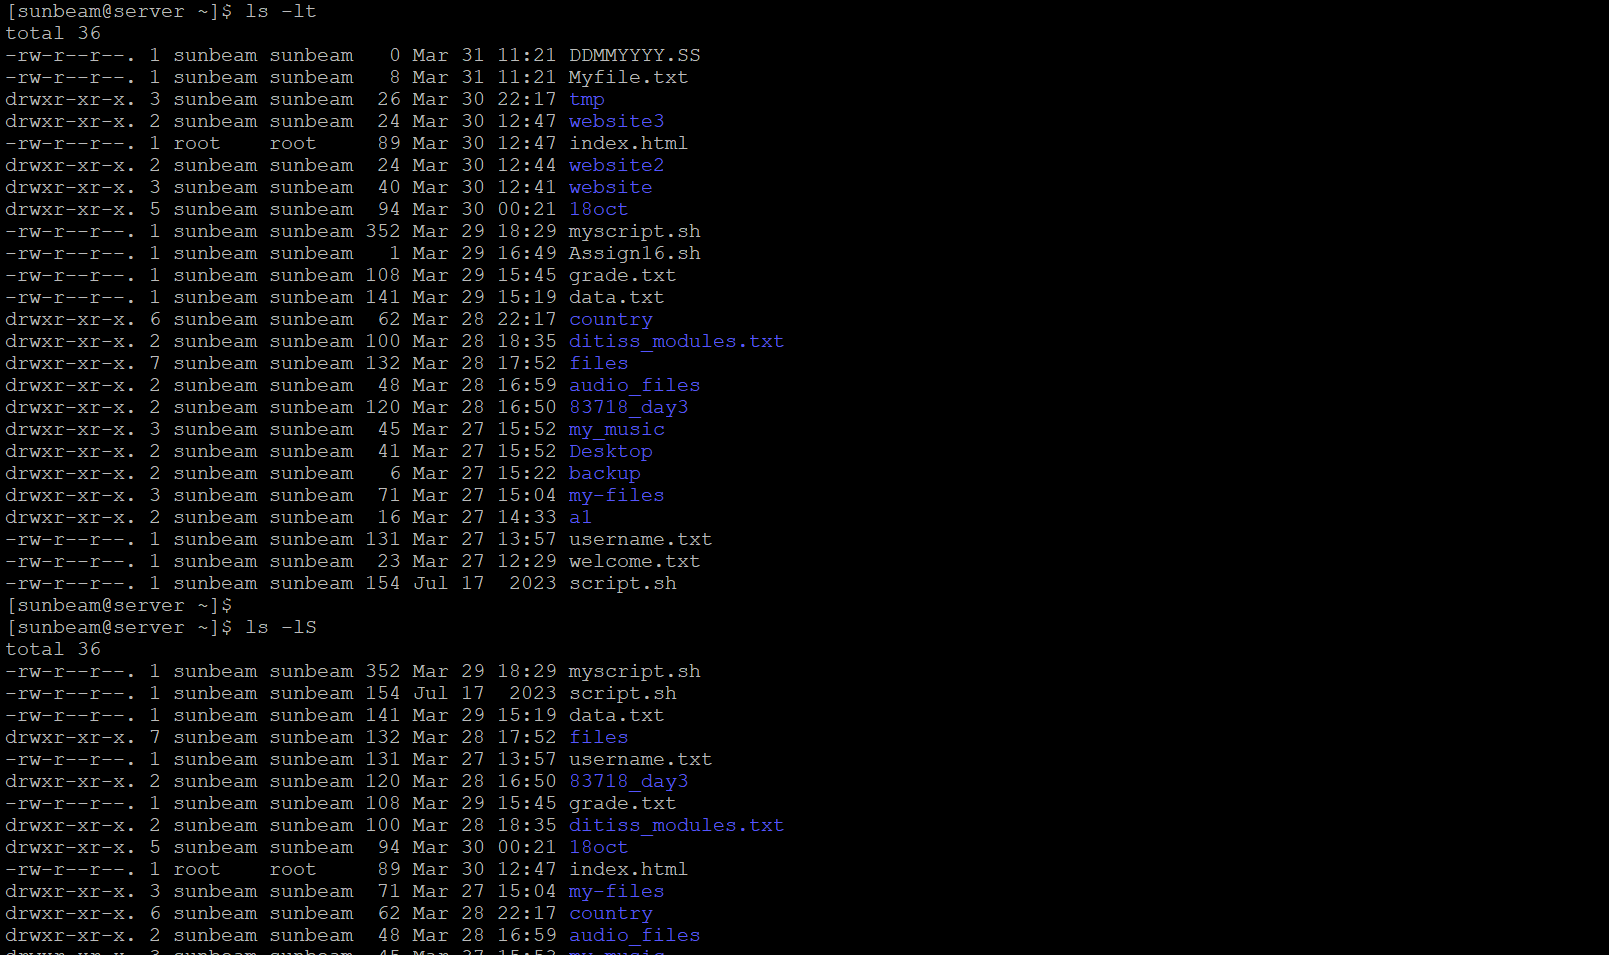 [sunbeam@server ~]$ ls -lt
total 36
-rw-r--r--. 1 sunbeam sunbeam   0 Mar 31 11:21 DDMMYYYY.SS
-rw-r--r--. 1 sunbeam sunbeam   8 Mar 31 11:21 Myfile.txt
drwxr-xr-x. 3 sunbeam sunbeam  26 Mar 30 22:17 tmp
drwxr-xr-x. 2 sunbeam sunbeam  24 Mar 30 12:47 website3
-rw-r--r--. 1 root    root     89 Mar 30 12:47 index.html
drwxr-xr-x. 2 sunbeam sunbeam  24 Mar 30 12:44 website2
drwxr-xr-x. 3 sunbeam sunbeam  40 Mar 30 12:41 website
drwxr-xr-x. 5 sunbeam sunbeam  94 Mar 30 00:21 18oct
-rw-r--r--. 1 sunbeam sunbeam 352 Mar 29 18:29 myscript.sh
-rw-r--r--. 1 sunbeam sunbeam   1 Mar 29 16:49 Assign16.sh
-rw-r--r--. 1 sunbeam sunbeam 108 Mar 29 15:45 grade.txt
-rw-r--r--. 1 sunbeam sunbeam 141 Mar 29 15:19 data.txt
drwxr-xr-x. 6 sunbeam sunbeam  62 Mar 28 22:17 country
drwxr-xr-x. 2 sunbeam sunbeam 100 Mar 28 18:35 ditiss_modules.txt
drwxr-xr-x. 7 sunbeam sunbeam 132 Mar 28 17:52 files
drwxr-xr-x. 2 sunbeam sunbeam  48 Mar 28 16:59 audio_files
drwxr-xr-x. 2 sunbeam sunbeam 120 Mar 28 16:50 83718_day3
drwxr-xr-x. 3 sunbeam sunbeam  45 Mar 27 15:52 my_music
drwxr-xr-x. 2 sunbeam sunbeam  41 Mar 27 15:52 Desktop
drwxr-xr-x. 2 sunbeam sunbeam   6 Mar 27 15:22 backup
drwxr-xr-x. 3 sunbeam sunbeam  71 Mar 27 15:04 my-files
drwxr-xr-x. 2 sunbeam sunbeam  16 Mar 27 14:33 a1
-rw-r--r--. 1 sunbeam sunbeam 131 Mar 27 13:57 username.txt
-rw-r--r--. 1 sunbeam sunbeam  23 Mar 27 12:29 welcome.txt
-rw-r--r--. 1 sunbeam sunbeam 154 Jul 17  2023 script.sh
[sunbeam@server ~]$
[sunbeam@server ~]$ ls -lS
total 36
-rw-r--r--. 1 sunbeam sunbeam 352 Mar 29 18:29 myscript.sh
-rw-r--r--. 1 sunbeam sunbeam 154 Jul 17  2023 script.sh
-rw-r--r--. 1 sunbeam sunbeam 141 Mar 29 15:19 data.txt
drwxr-xr-x. 7 sunbeam sunbeam 132 Mar 28 17:52 files
-rw-r--r--. 1 sunbeam sunbeam 131 Mar 27 13:57 username.txt
drwxr-xr-x. 2 sunbeam sunbeam 120 Mar 28 16:50 83718_day3
-rw-r--r--. 1 sunbeam sunbeam 108 Mar 29 15:45 grade.txt
drwxr-xr-x. 2 sunbeam sunbeam 100 Mar 28 18:35 ditiss_modules.txt
drwxr-xr-x. 5 sunbeam sunbeam  94 Mar 30 00:21 18oct
-rw-r--r--. 1 root    root     89 Mar 30 12:47 index.html
drwxr-xr-x. 3 sunbeam sunbeam  71 Mar 27 15:04 my-files
drwxr-xr-x. 6 sunbeam sunbeam  62 Mar 28 22:17 country
drwxr-xr-x. 2 sunbeam sunbeam  48 Mar 28 16:59 audio_files